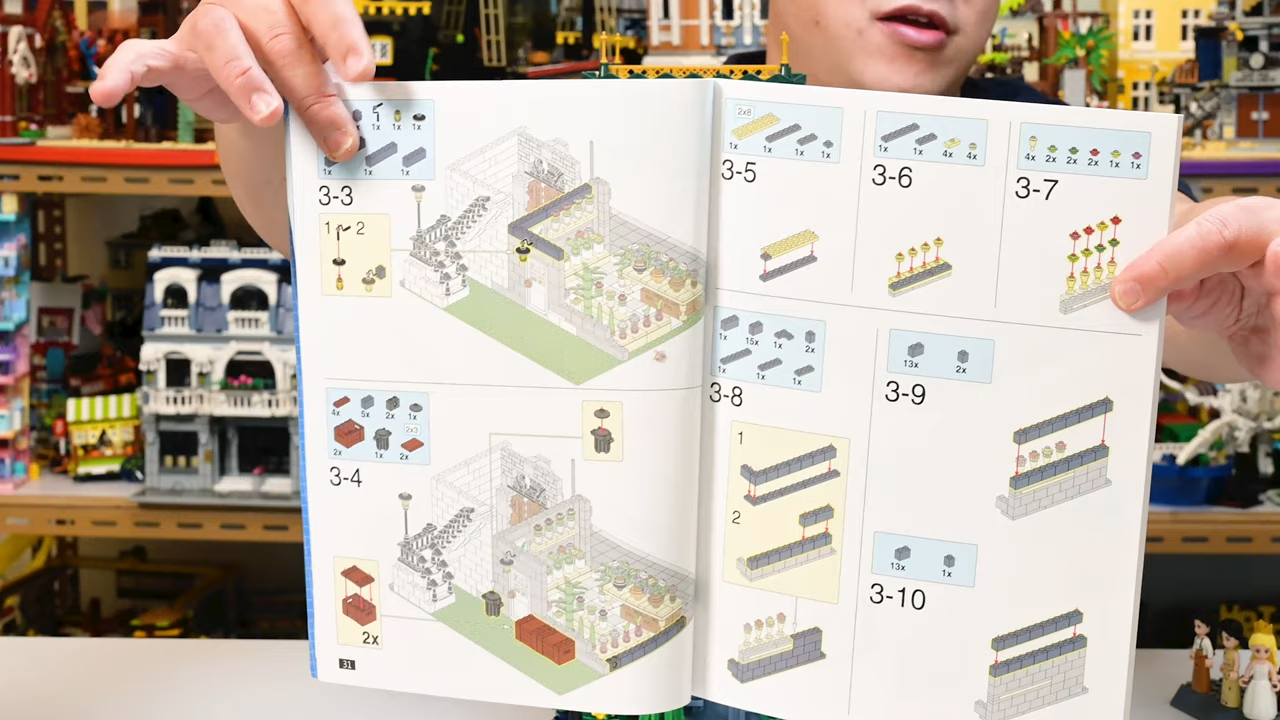 1x 1x 1x
1x 1x 1x
3-3
1 2
4x 5x 2x 1x
2x3
2x 1x 2x
3-4
2x
31
2x8
1x 1x 1x 1x
3-5
1x 1x 4x 4x
3-6
4x 2x 2x 2x 1x 1x
3-7
1x 15x 1x 2x
1x 1x 1x
3-8
1
2
13x 2x
3-9
13x 1x
3-10